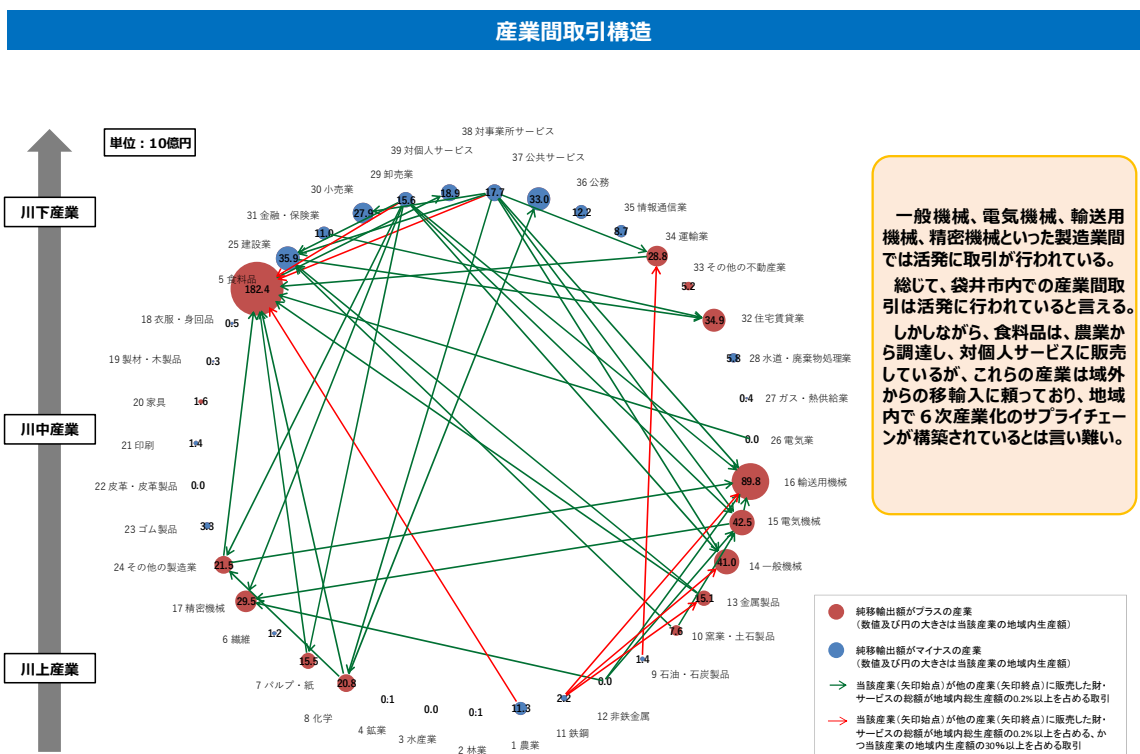 産業間取引構造
単位：10億円
川下産業
川中産業
川上産業
38 対事業所サービス
39 対個人サービス
37 公共サービス
29 卸売業
36 公務
30 小売業
35 情報通信業
31 金融・保険業
34 運輸業
25 建設業
33 その他の不動産業
5 食料品
18 衣服・身回品
32 住宅賃貸業
19 製材・木製品
28 水道・廃棄物処理業
20 家具
27 ガス・熱供給業
21 印刷
26 電気業
22 皮革・皮革製品
16 輸送用機械
23 ゴム製品
15 電気機械
24 その他の製造業
14 一般機械
17 精密機械
13 金属製品
6 繊維
10 窯業・土石製品
7 パルプ・紙
9 石油・石炭製品
8 化学
12 非鉄金属
4 鉱業
11 鉄鋼
3 水産業
1 農業
2 林業
18.9
17.7
15.6
33.0
27.9
12.2
11.0
8.7
35.9
28.8
182.4
5.2
0.5
34.9
0.3
5.8
1.6
0.4
1.4
0.0
0.0
89.8
3.3
42.5
21.5
41.0
29.5
15.1
1.2
7.6
15.5
1.4
20.8
0.0
0.1
2.2
0.0
0.1
11.3
一般機械、電気機械、輸送用
機械、精密機械といった製造業間
では活発に取引が行われている。
総じて、袋井市内での産業間取
引は活発に行われていると言える。
しかしながら、食料品は、農業か
ら調達し、対個人サービスに販売
しているが、これらの産業は域外
からの移輸入に頼っており、地域
内で６次産業化のサプライチェー
ンが構築されているとは言い難い。
純移輸出額がプラスの産業
（数値及び円の大きさは当該産業の地域内生産額）
純移輸出額がマイナスの産業
（数値及び円の大きさは当該産業の地域内生産額）
当該産業（矢印始点）が他の産業（矢印終点）に販売した財・
サービスの総額が地域内総生産額の0.2％以上を占める取引
当該産業（矢印始点）が他の産業（矢印終点）に販売した財・
サービスの総額が地域内総生産額の0.2％以上を占める、か
つ当該産業の地域内生産額の30％以上を占める取引